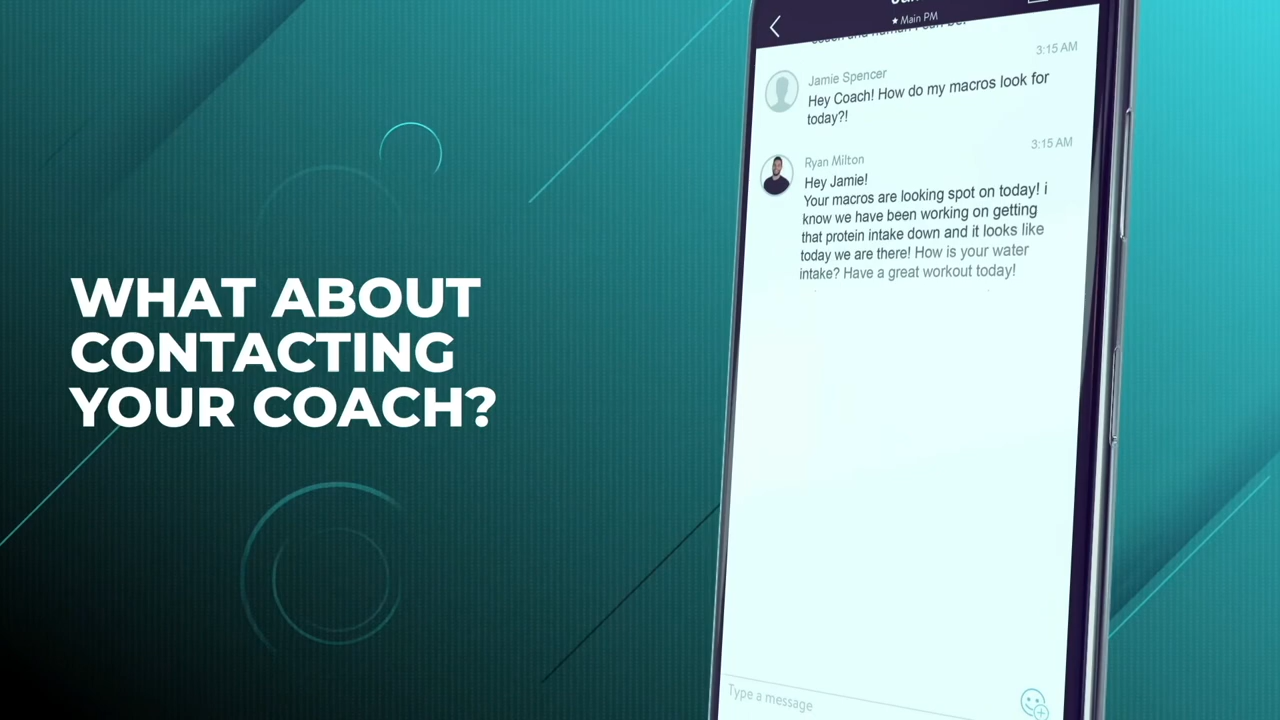 WHAT ABOUT
CONTACTING
YOUR COACH?
Main PM
3:15 AM
Jamie Spencer
Hey Coach! How do my macros look for
today?!
3:15 AM
Ryan Milton
Hey Jamie!
Your macros are looking spot on today! i
know we have been working on getting
that protein intake down and it looks like
today we are there! How is your water
intake? Have a great workout today!
Type a message